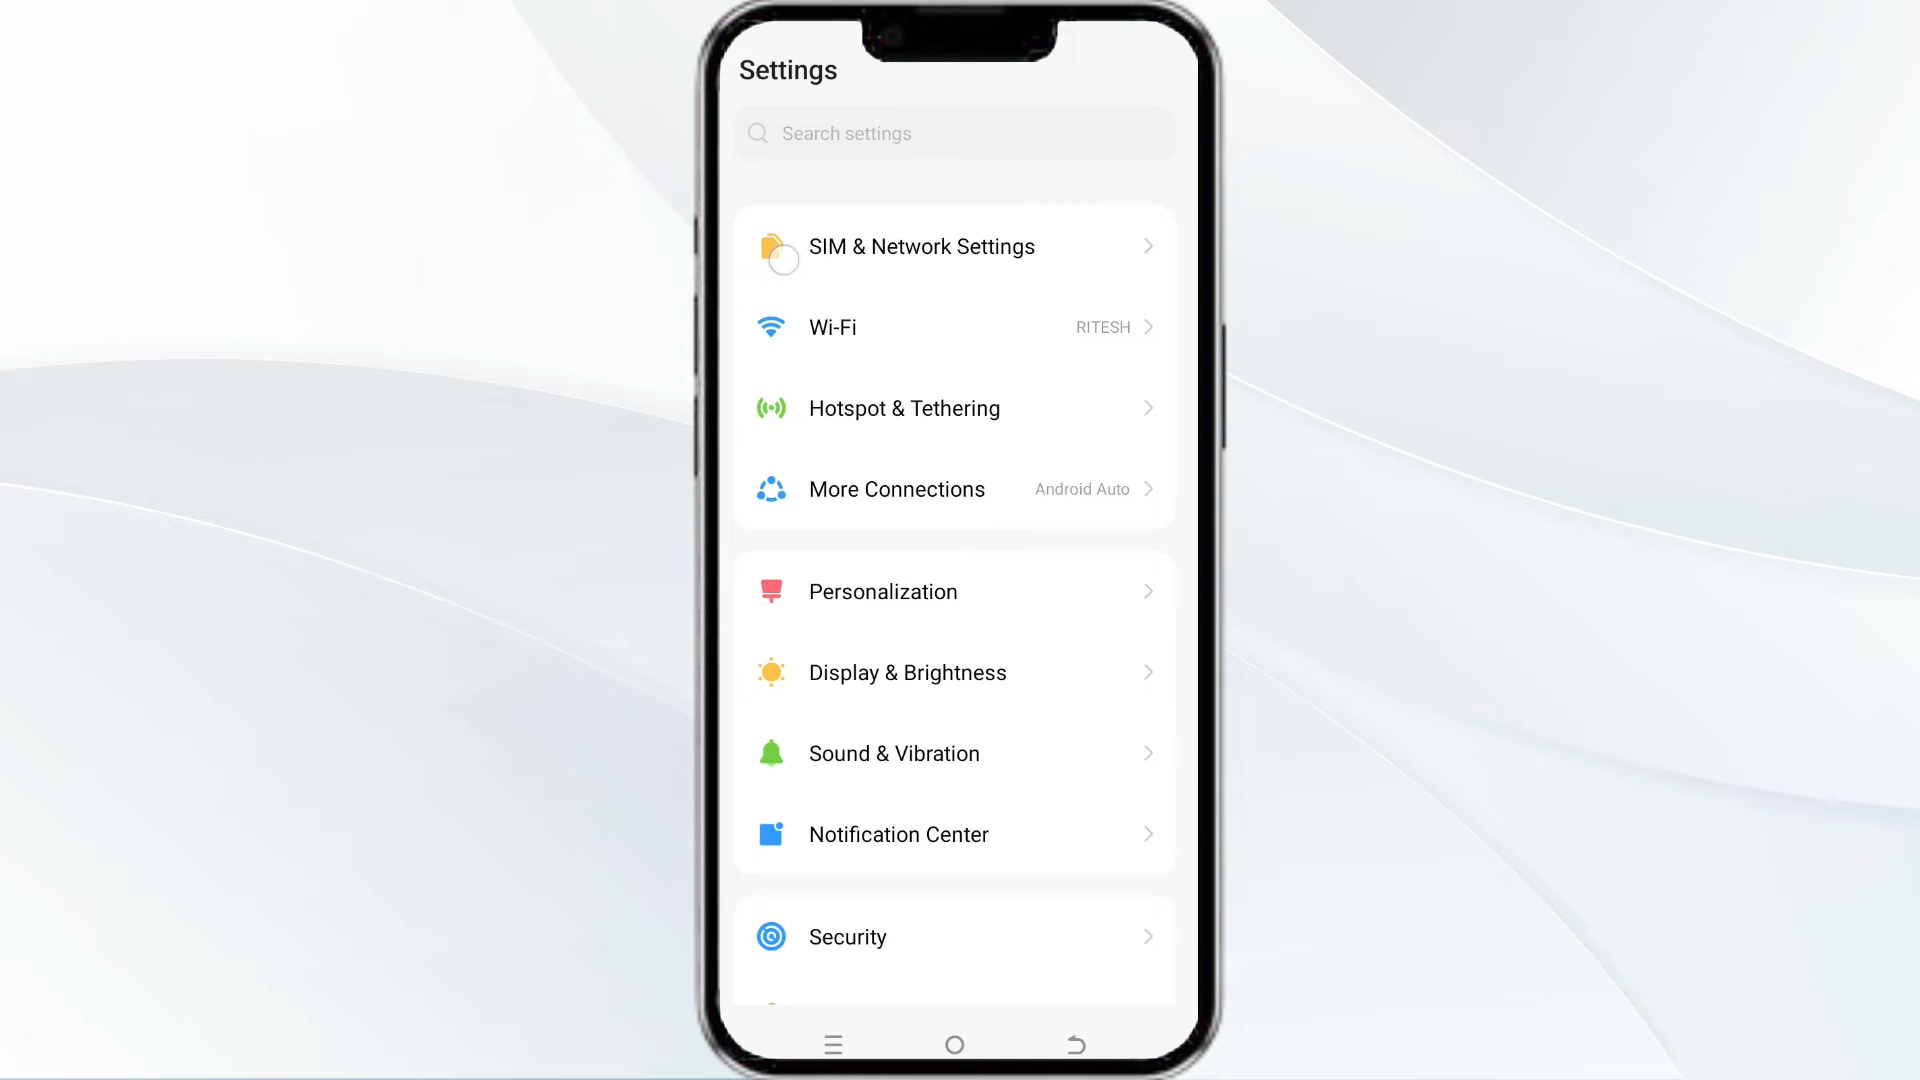 Settings
Search settings
SIM & Network Settings
Wi-Fi RITESH
Hotspot & Tethering
More Connections Android Auto
Personalization
Display & Brightness
Sound & Vibration
Notification Center
Security